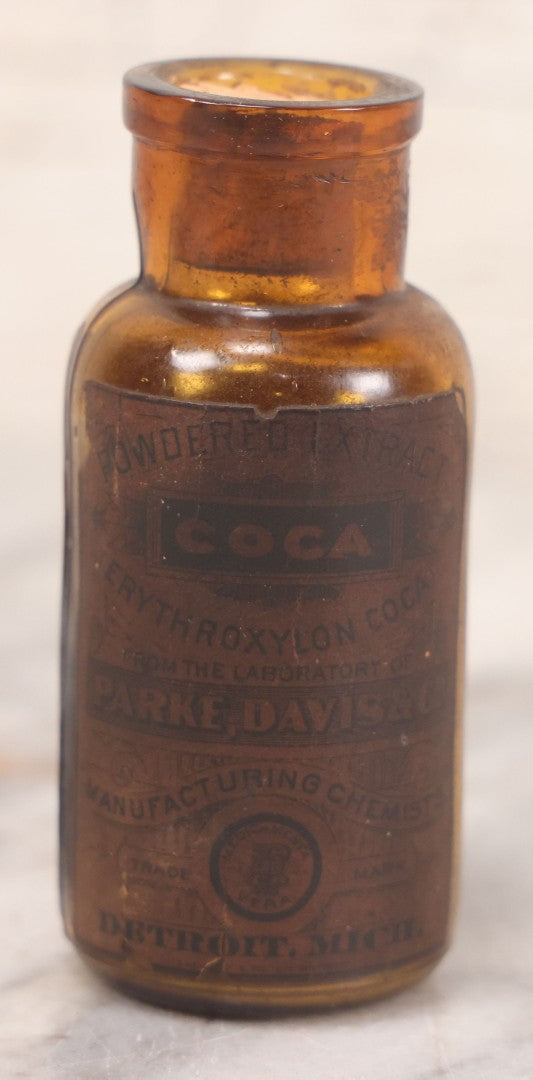 POWDERED EXTRACT
COCA
ERYTHROXYLON COCA
FROM THE LABORATORY OF
PARKE, DAVIS & CO
MANUFACTURING CHEMISTS
TRADE MARK
DETROIT. MICH.